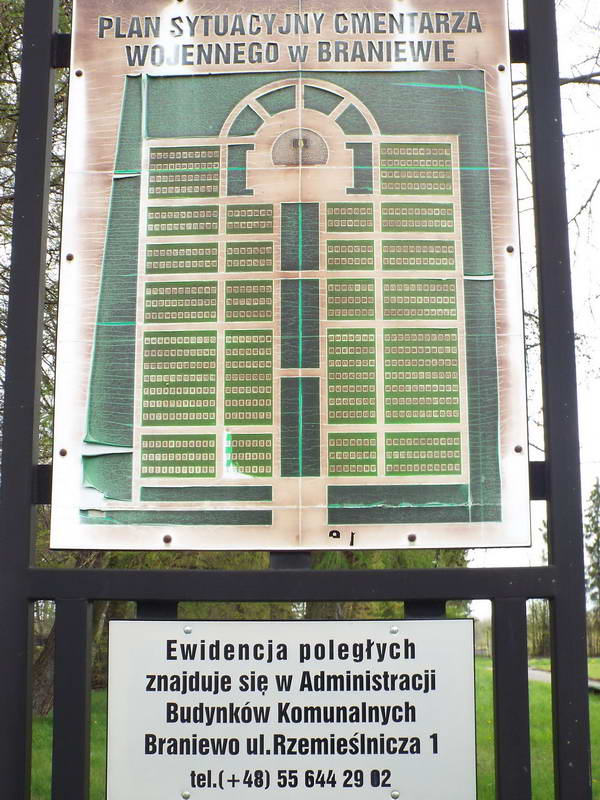 PLAN SYTUACYJNY CMENTARZA
WOJENNEGO w BRANIEWIE
Ewidencja poległych
znajduje się w Administracji
Budynków Komunalnych
Braniewo ul.Rzemieślnicza 1
tel.(+48) 55 644 29 02